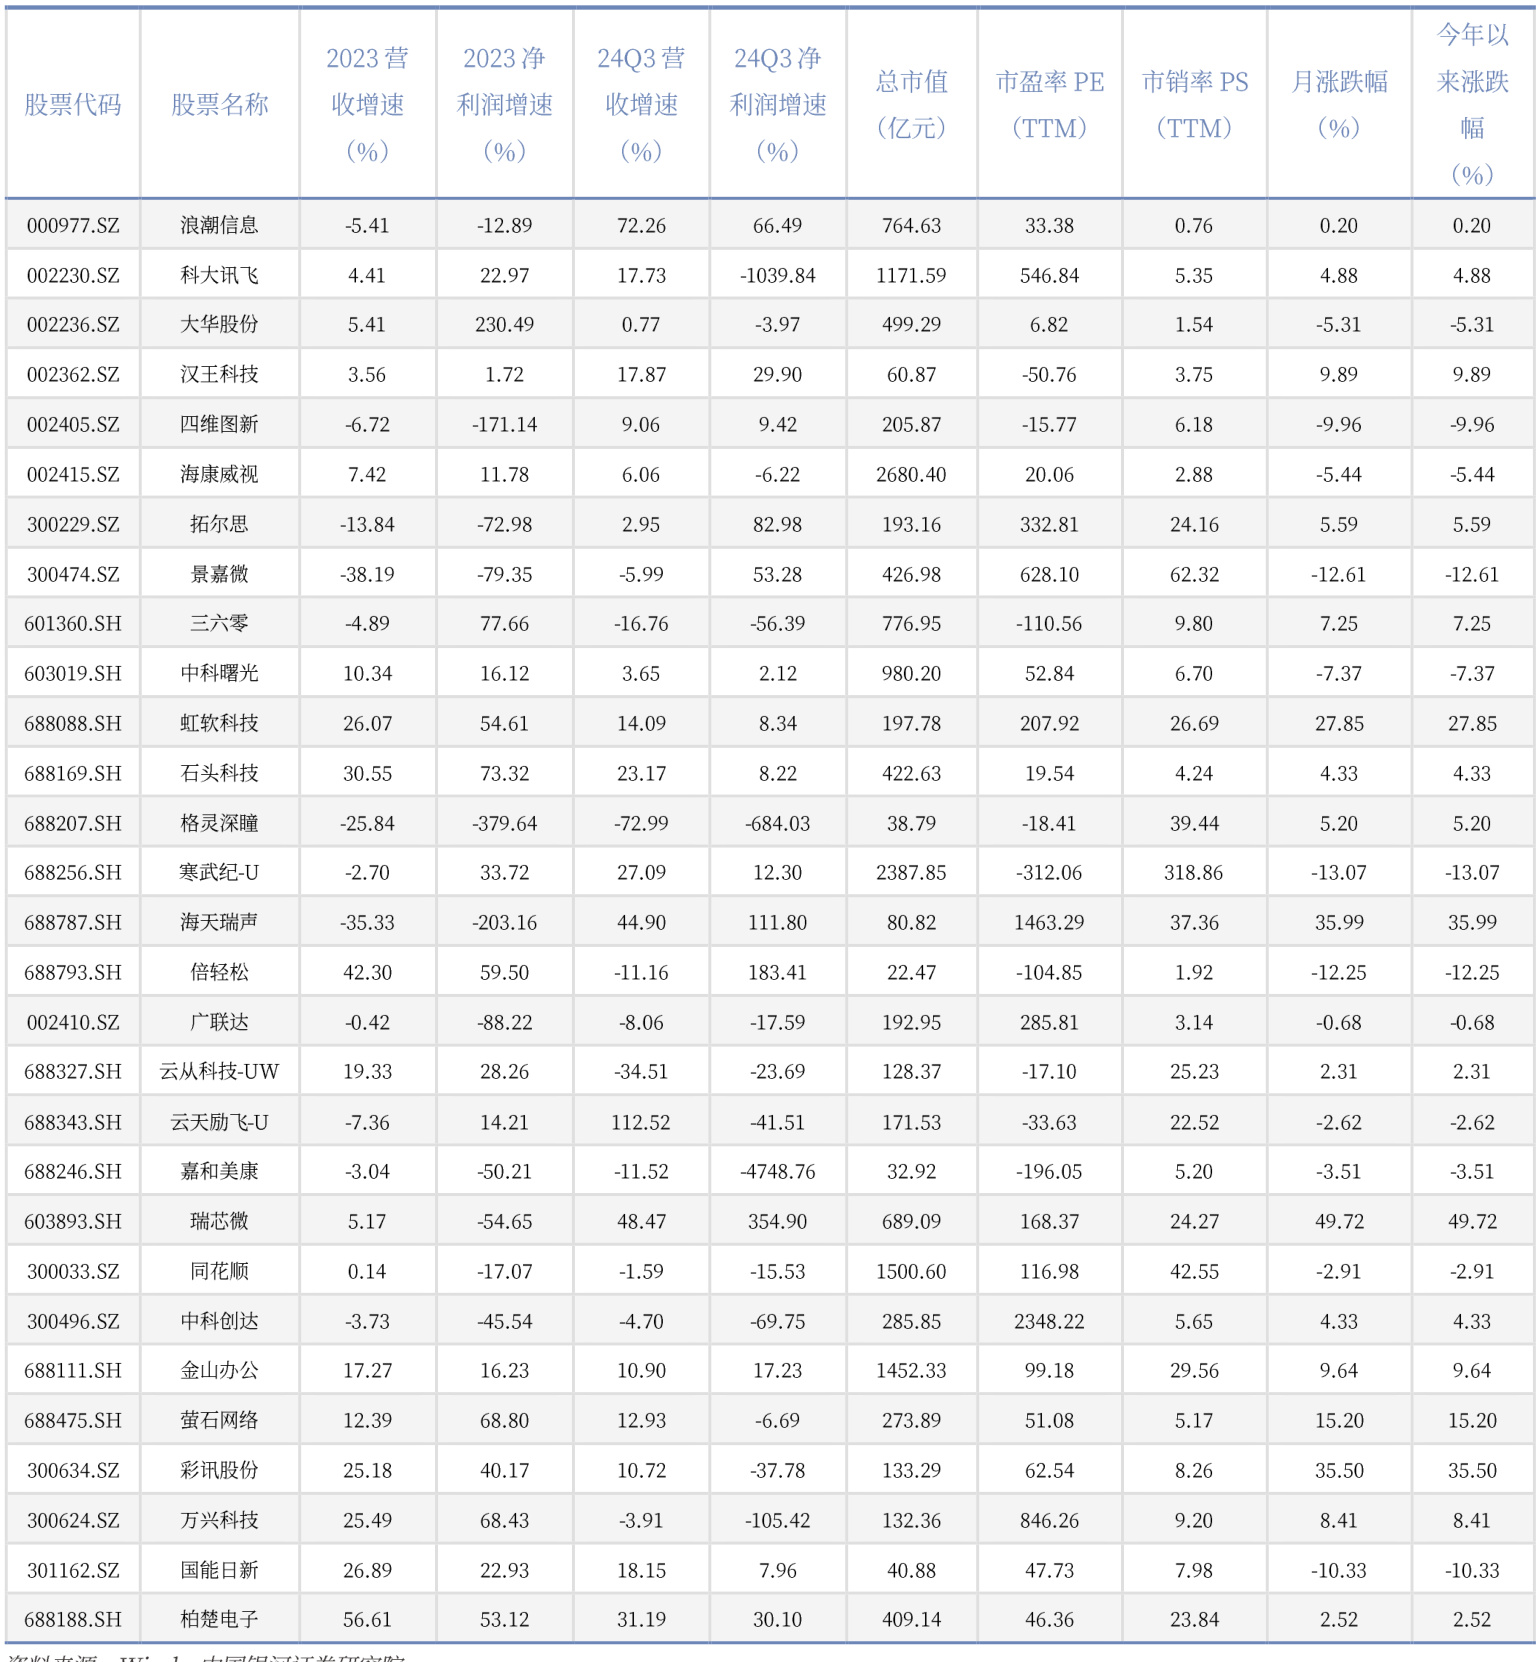 股票代码 股票名称 2023 营收增速（%） 2023 净利润增速（%） 24Q3 营收增速（%） 24Q3 净利润增速（%） 总市值（亿元） 市盈率 PE（TTM） 市销率 PS（TTM） 月涨跌幅（%） 今年以来涨跌幅（%）
000977.SZ 浪潮信息 -5.41 -12.89 72.26 66.49 764.63 33.38 0.76 0.20 0.20
002230.SZ 科大讯飞 4.41 22.97 17.73 -1039.84 1171.59 546.84 5.35 4.88 4.88
002236.SZ 大华股份 5.41 230.49 0.77 -3.97 499.29 6.82 1.54 -5.31 -5.31
002362.SZ 汉王科技 3.56 1.72 17.87 29.90 60.87 -50.76 3.75 9.89 9.89
002405.SZ 四维图新 -6.72 -171.14 9.06 9.42 205.87 -15.77 6.18 -9.96 -9.96
002415.SZ 海康威视 7.42 11.78 6.06 -6.22 2680.40 20.06 2.88 -5.44 -5.44
300229.SZ 拓尔思 -13.84 -72.98 2.95 82.98 193.16 332.81 24.16 5.59 5.59
300474.SZ 景嘉微 -38.19 -79.35 -5.99 53.28 426.98 628.10 62.32 -12.61 -12.61
601360.SH 三六零 -4.89 77.66 -16.76 -56.39 776.95 -110.56 9.80 7.25 7.25
603019.SH 中科曙光 10.34 16.12 3.65 2.12 980.20 52.84 6.70 -7.37 -7.37
688088.SH 虹软科技 26.07 54.61 14.09 8.34 197.78 207.92 26.69 27.85 27.85
688169.SH 石头科技 30.55 73.32 23.17 8.22 422.63 19.54 4.24 4.33 4.33
688207.SH 格灵深瞳 -25.84 -379.64 -72.99 -684.03 38.79 -18.41 39.44 5.20 5.20
688256.SH 寒武纪-U -2.70 33.72 27.09 12.30 2387.85 -312.06 318.86 -13.07 -13.07
688787.SH 海天瑞声 -35.33 -203.16 44.90 111.80 80.82 1463.29 37.36 35.99 35.99
688793.SH 倍轻松 42.30 59.50 -11.16 183.41 22.47 -104.85 1.92 -12.25 -12.25
002410.SZ 广联达 -0.42 -88.22 -8.06 -17.59 192.95 285.81 3.14 -0.68 -0.68
688327.SH 云从科技-UW 19.33 28.26 -34.51 -23.69 128.37 -17.10 25.23 2.31 2.31
688343.SH 云天励飞-U -7.36 14.21 112.52 -41.51 171.53 -33.63 22.52 -2.62 -2.62
688246.SH 嘉和美康 -3.04 -50.21 -11.52 -4748.76 32.92 -196.05 5.20 -3.51 -3.51
603893.SH 瑞芯微 5.17 -54.65 48.47 354.90 689.09 168.37 24.27 49.72 49.72
300033.SZ 同花顺 0.14 -17.07 -1.59 -15.53 1500.60 116.98 42.55 -2.91 -2.91
300496.SZ 中科创达 -3.73 -45.54 -4.70 -69.75 285.85 2348.22 5.65 4.33 4.33
688111.SH 金山办公 17.27 16.23 10.90 17.23 1452.33 99.18 29.56 9.64 9.64
688475.SH 萤石网络 12.39 68.80 12.93 -6.69 273.89 51.08 5.17 15.20 15.20
300634.SZ 彩讯股份 25.18 40.17 10.72 -37.78 133.29 62.54 8.26 35.50 35.50
300624.SZ 万兴科技 25.49 68.43 -3.91 -105.42 132.36 846.26 9.20 8.41 8.41
301162.SZ 国能日新 26.89 22.93 18.15 7.96 40.88 47.73 7.98 -10.33 -10.33
688188.SH 柏楚电子 56.61 53.12 31.19 30.10 409.14 46.36 23.84 2.52 2.52